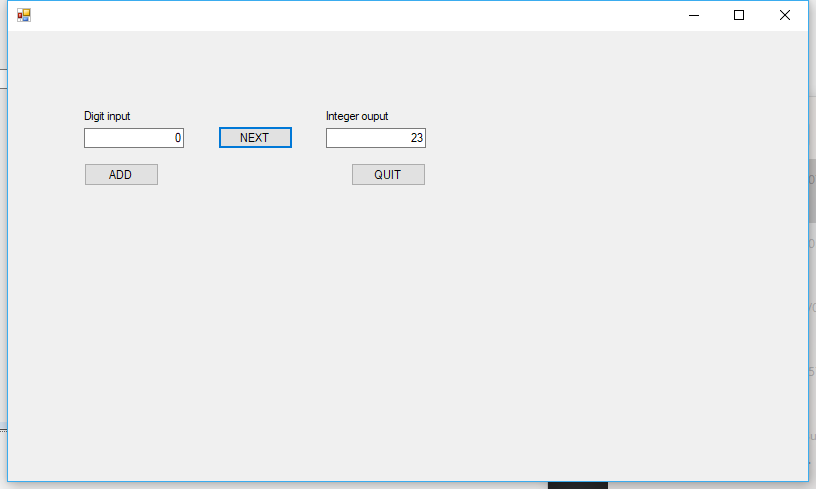 Digit input
Integer ouput
0
NEXT
23
ADD
QUIT